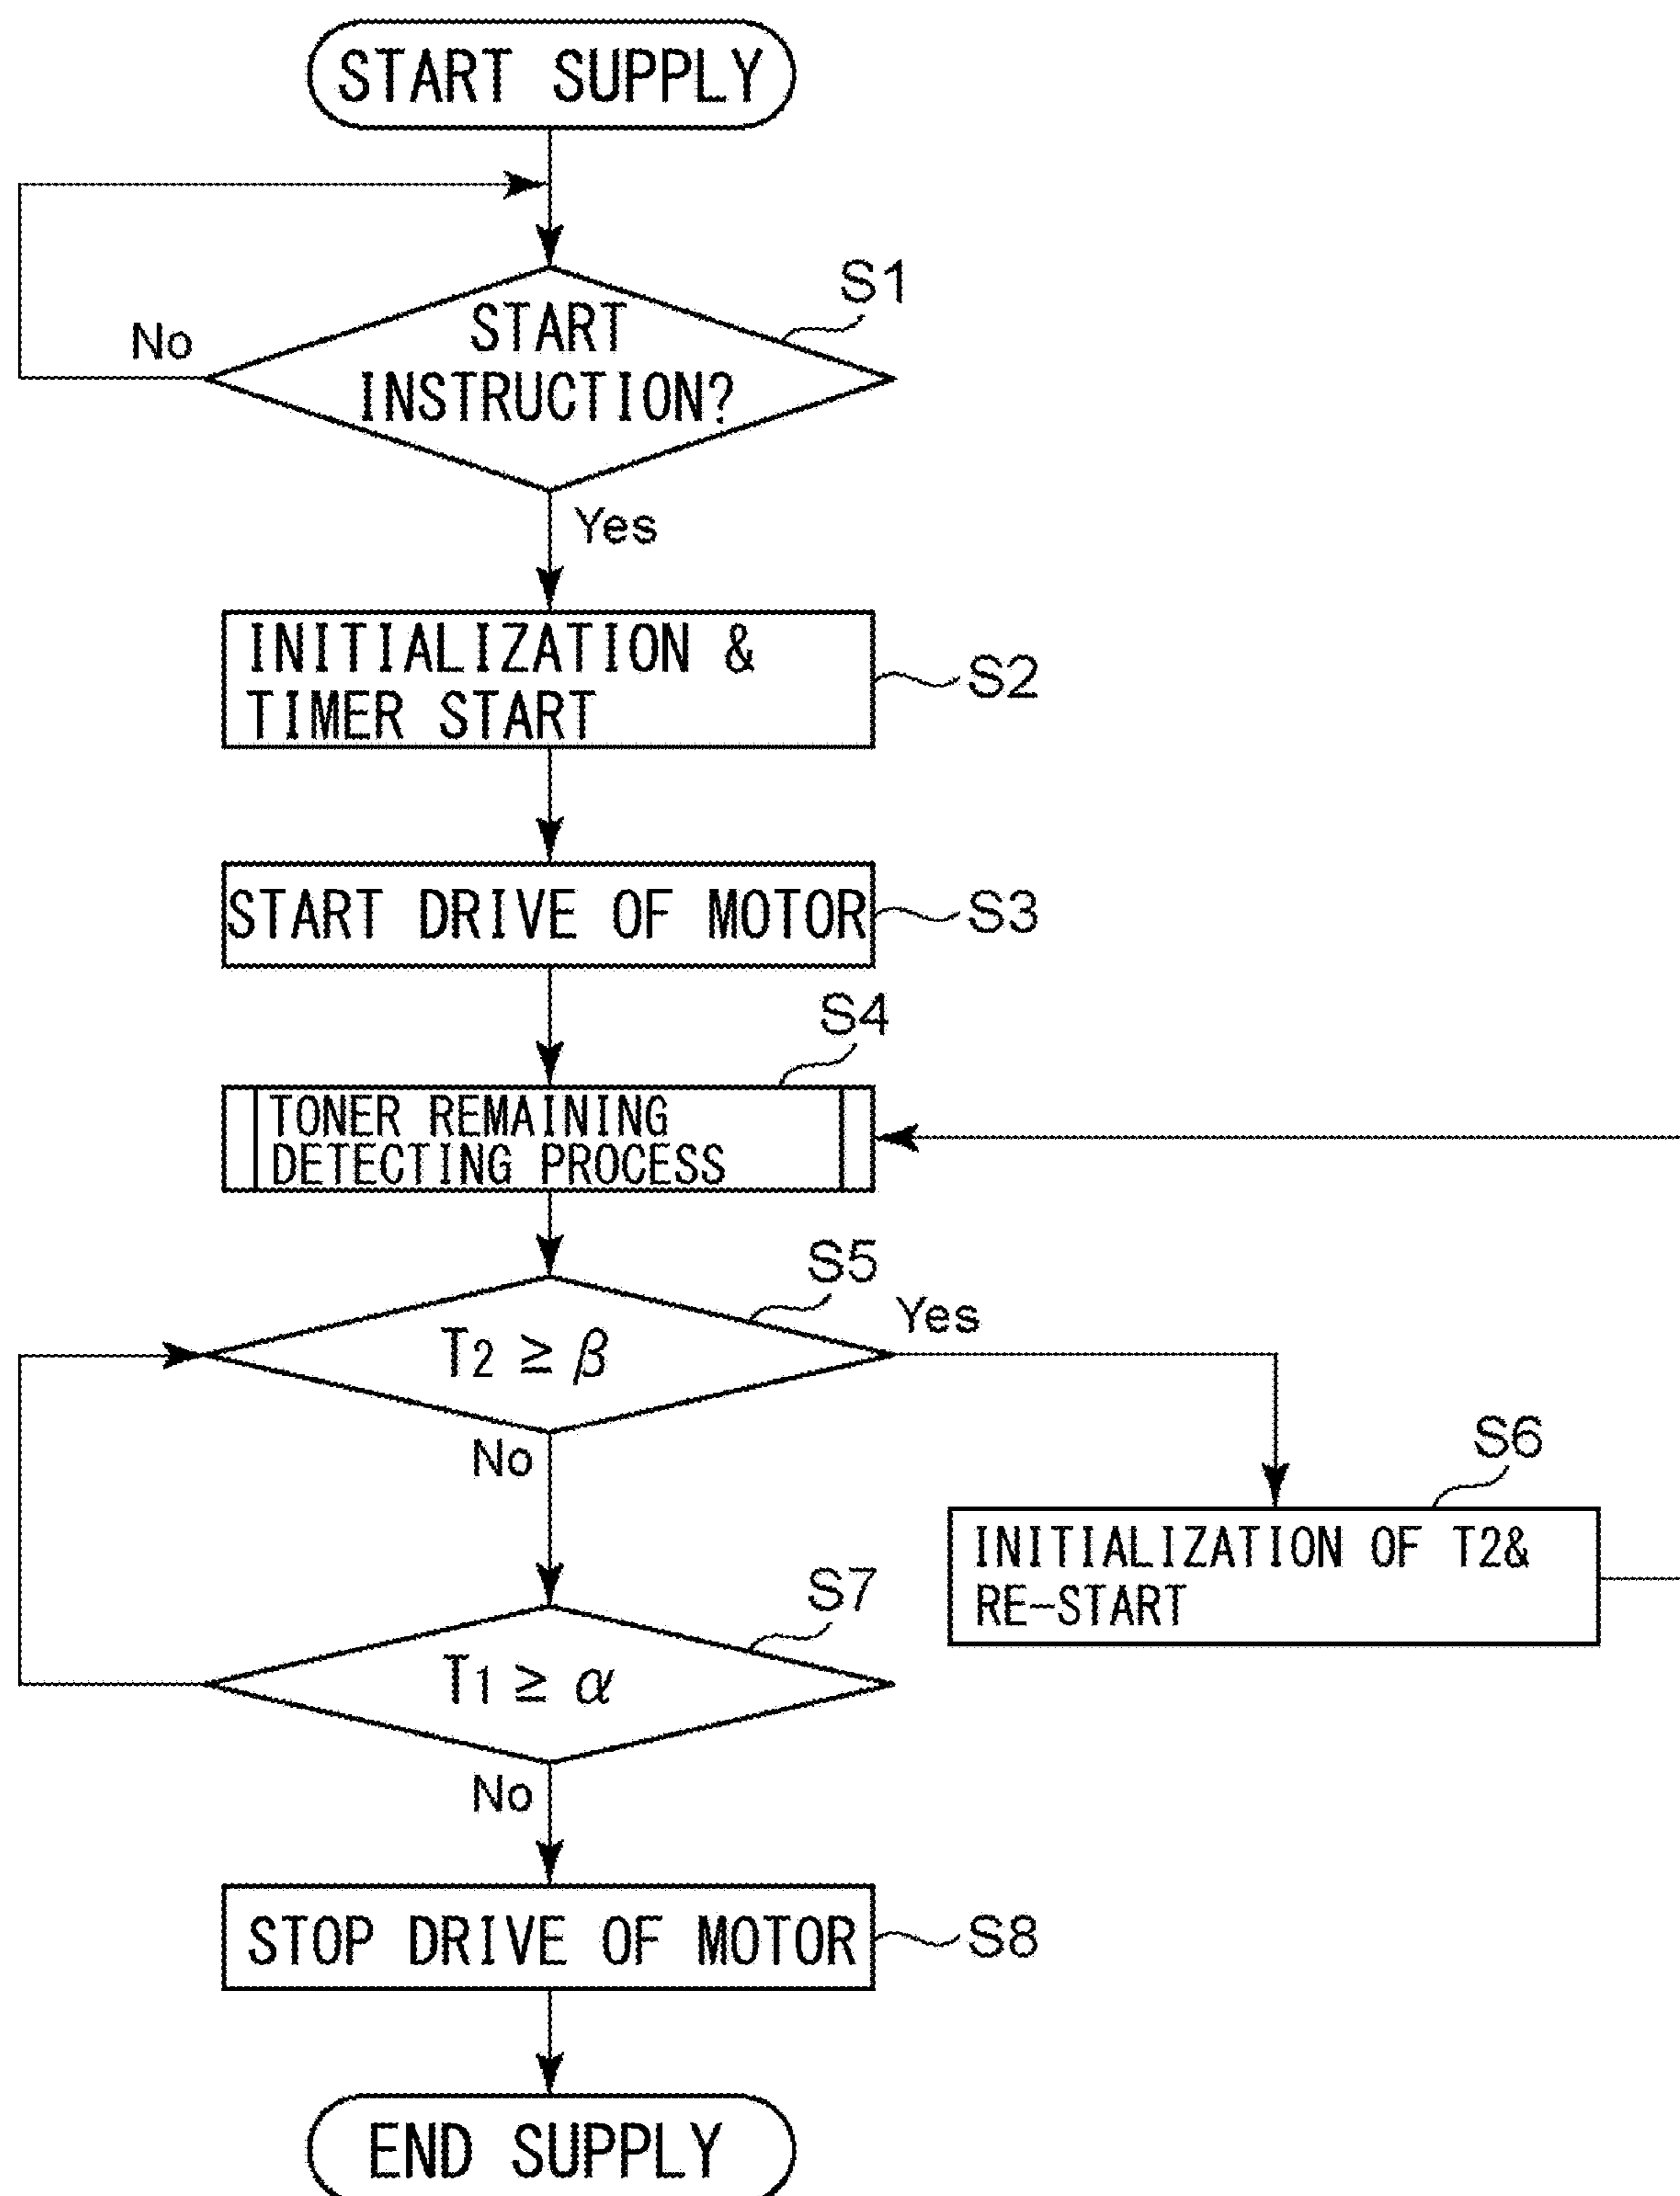 START SUPPLY
S1
START
INSTRUCTION?
No
Yes
INITIALIZATION &
TIMER START
S2
START DRIVE OF MOTOR
S3
S4
TONER REMAINING
DETECTING PROCESS
S5
Yes
T2 ≥ β
No
S6
INITIALIZATION OF T2&
RE-START
S7
T1 ≥ α
No
STOP DRIVE OF MOTOR
S8
END SUPPLY